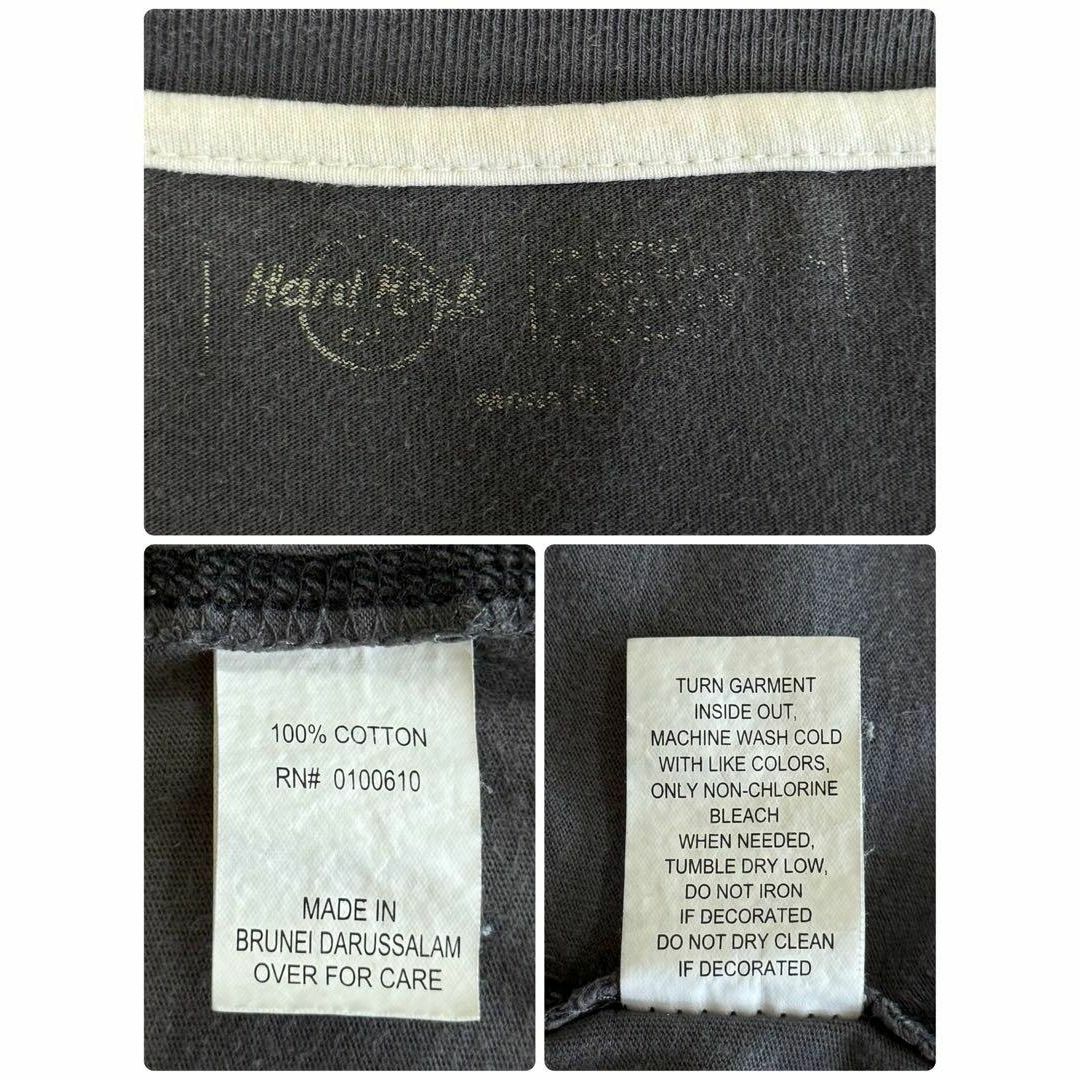 Hard Rock
100% COTTON
RN# 0100610
MADE IN
BRUNEI DARUSSALAM
OVER FOR CARE
TURN GARMENT
INSIDE OUT,
MACHINE WASH COLD
WITH LIKE COLORS,
ONLY NON-CHLORINE
BLEACH
WHEN NEEDED,
TUMBLE DRY LOW,
DO NOT IRON
IF DECORATED
DO NOT DRY CLEAN
IF DECORATED